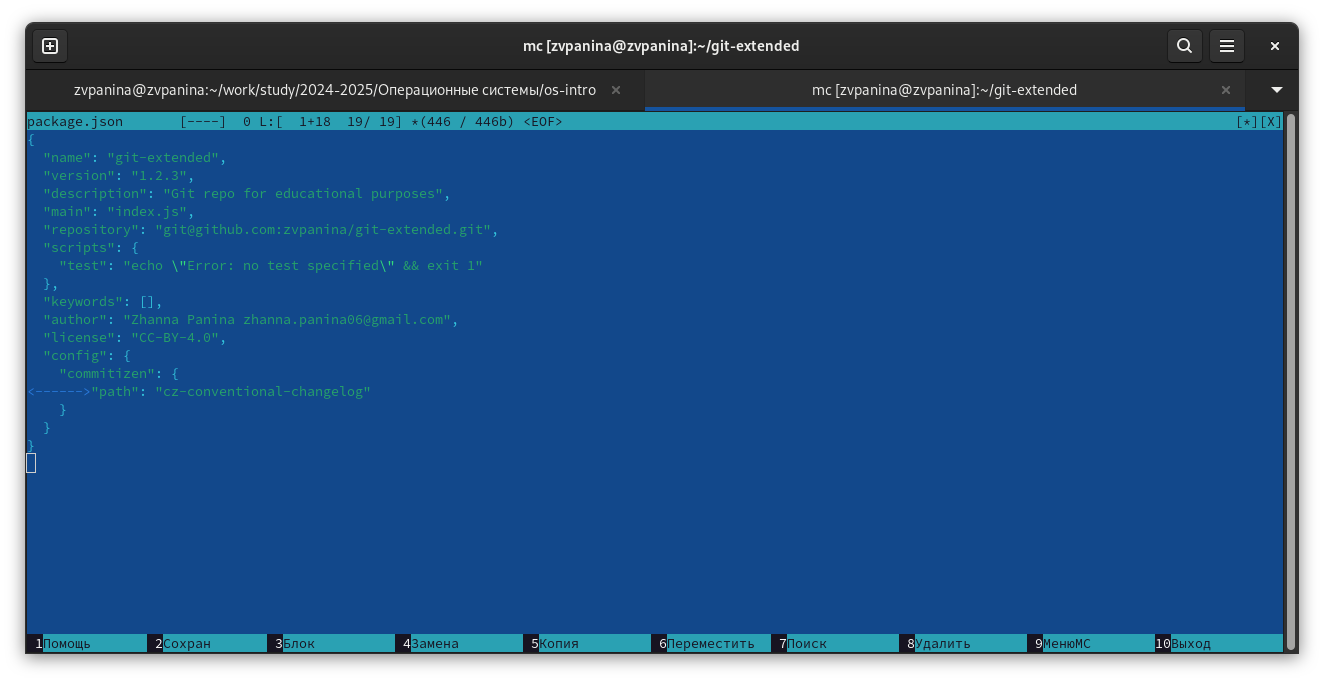 mc [zvpanina@zvpanina]:~/git-extended
zvpanina@zvpanina:~/work/study/2024-2025/Операционные системы/os-intro × mc [zvpanina@zvpanina]:~/git-extended ×
package.json       [----]  0 L:[  1+18  19/ 19] *(446 / 446b) <EOF> [*][X]
{
  "name": "git-extended",
  "version": "1.2.3",
  "description": "Git repo for educational purposes",
  "main": "index.js",
  "repository": "git@github.com:zvpanina/git-extended.git",
  "scripts": {
    "test": "echo \"Error: no test specified\" && exit 1"
  },
  "keywords": [],
  "author": "Zhanna Panina zhanna.panina06@gmail.com",
  "license": "CC-BY-4.0",
  "config": {
    "commitizen": {
<------>"path": "cz-conventional-changelog"
    }
  }
}
1Помощь 2Сохран 3Блок 4Замена 5Копия 6Переместить 7Поиск 8Удалить 9МенюМС 10Выход